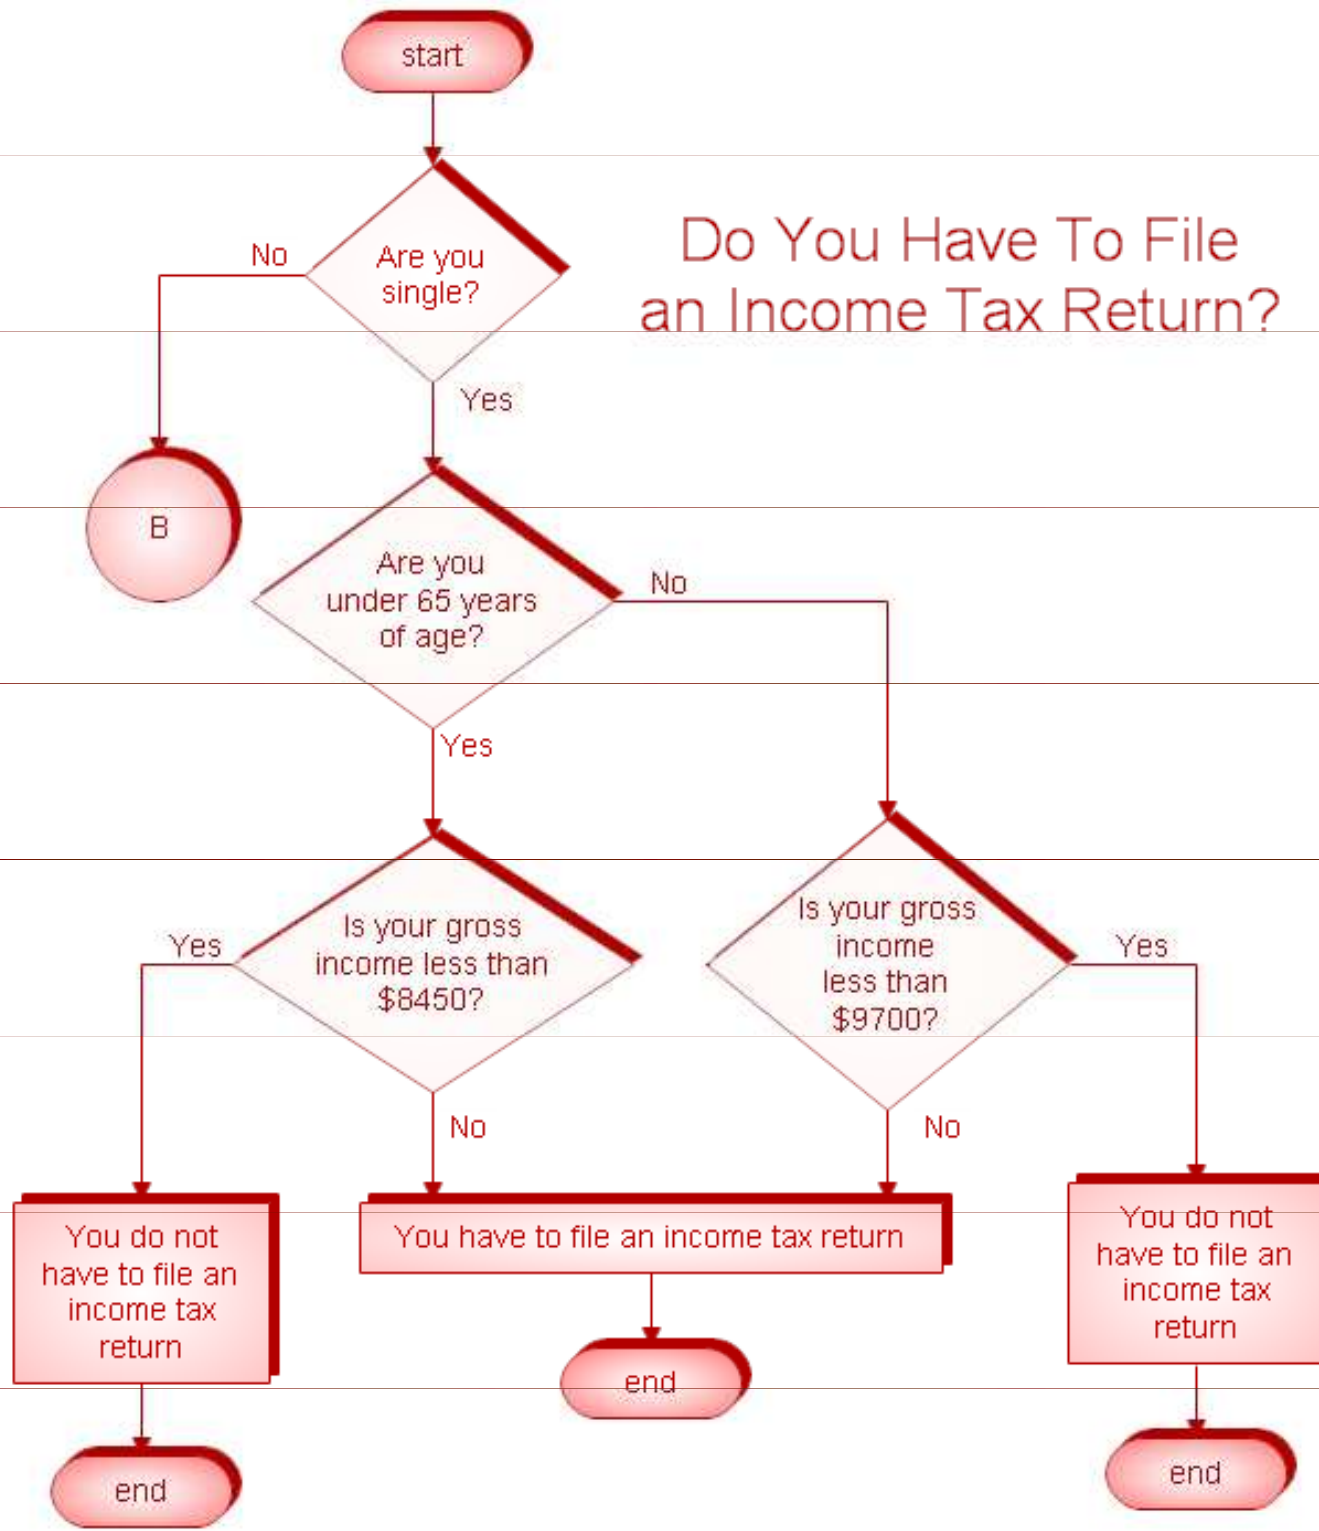 start
Do You Have To File
an Income Tax Return?
No
Are you
single?
Yes
B
Are you
under 65 years
of age?
No
Yes
Is your gross
income less than
$8450?
Yes
No
Is your gross
income
less than
$9700?
Yes
No
You do not
have to file an
income tax
return
You have to file an income tax return
You do not
have to file an
income tax
return
end
end
end